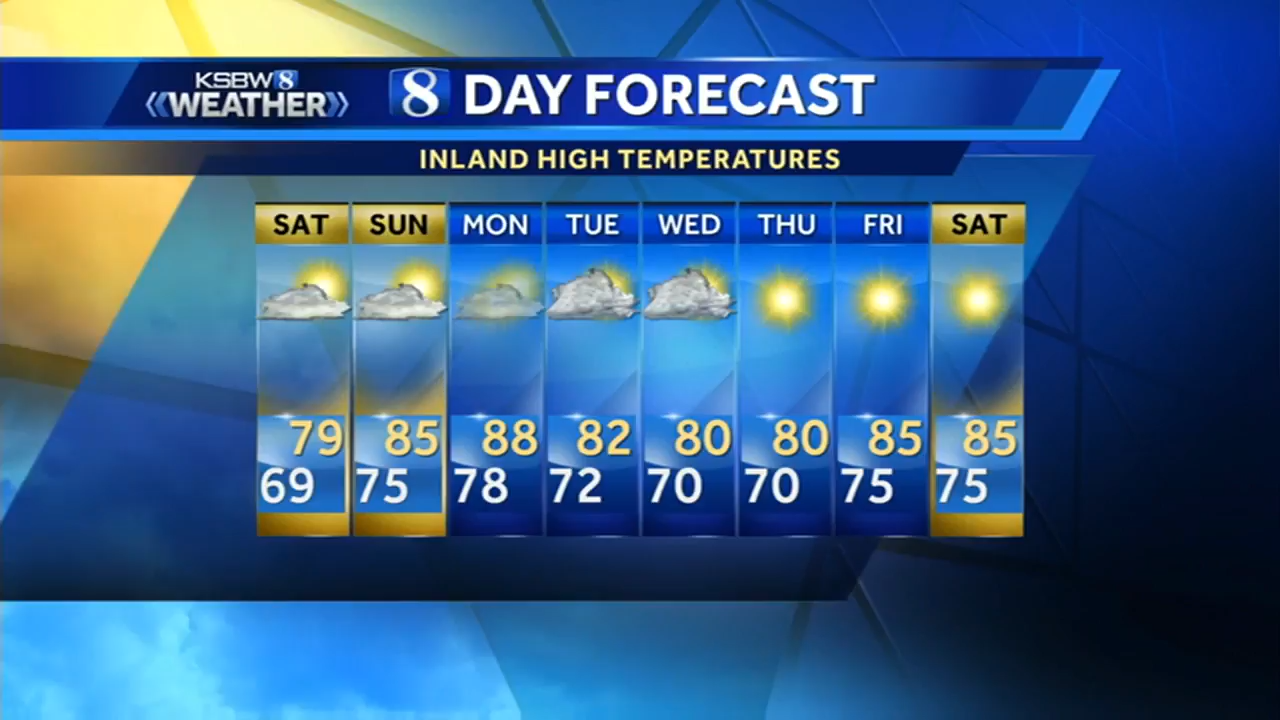 KSBW 8
WEATHER
8 DAY FORECAST
INLAND HIGH TEMPERATURES
SAT SUN MON TUE WED THU FRI SAT
79 85 88 82 80 80 85 85
69 75 78 72 70 70 75 75